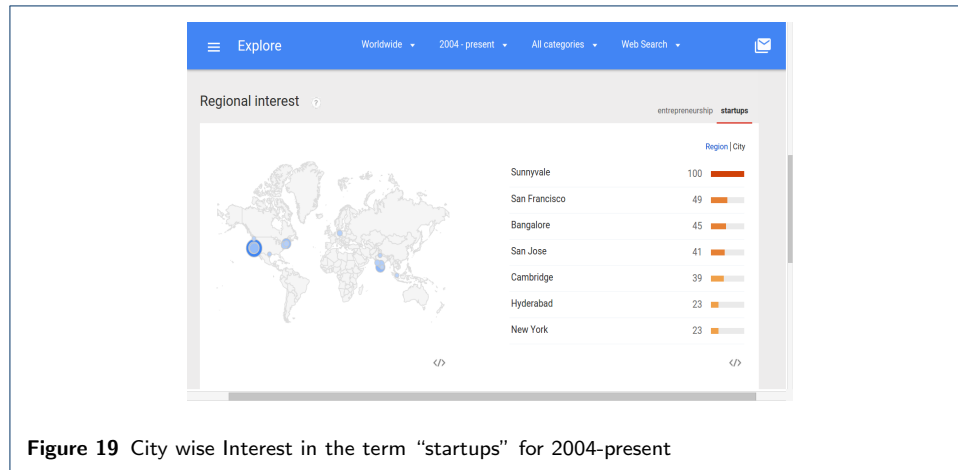 Explore Worldwide 2004 - present All categories Web Search
Regional interest ?
entrepreneurship startups
Region | City
Sunnyvale 100
San Francisco 49
Bangalore 45
San Jose 41
Cambridge 39
Hyderabad 23
New York 23
</> </>
Figure 19 City wise Interest in the term “startups” for 2004-present